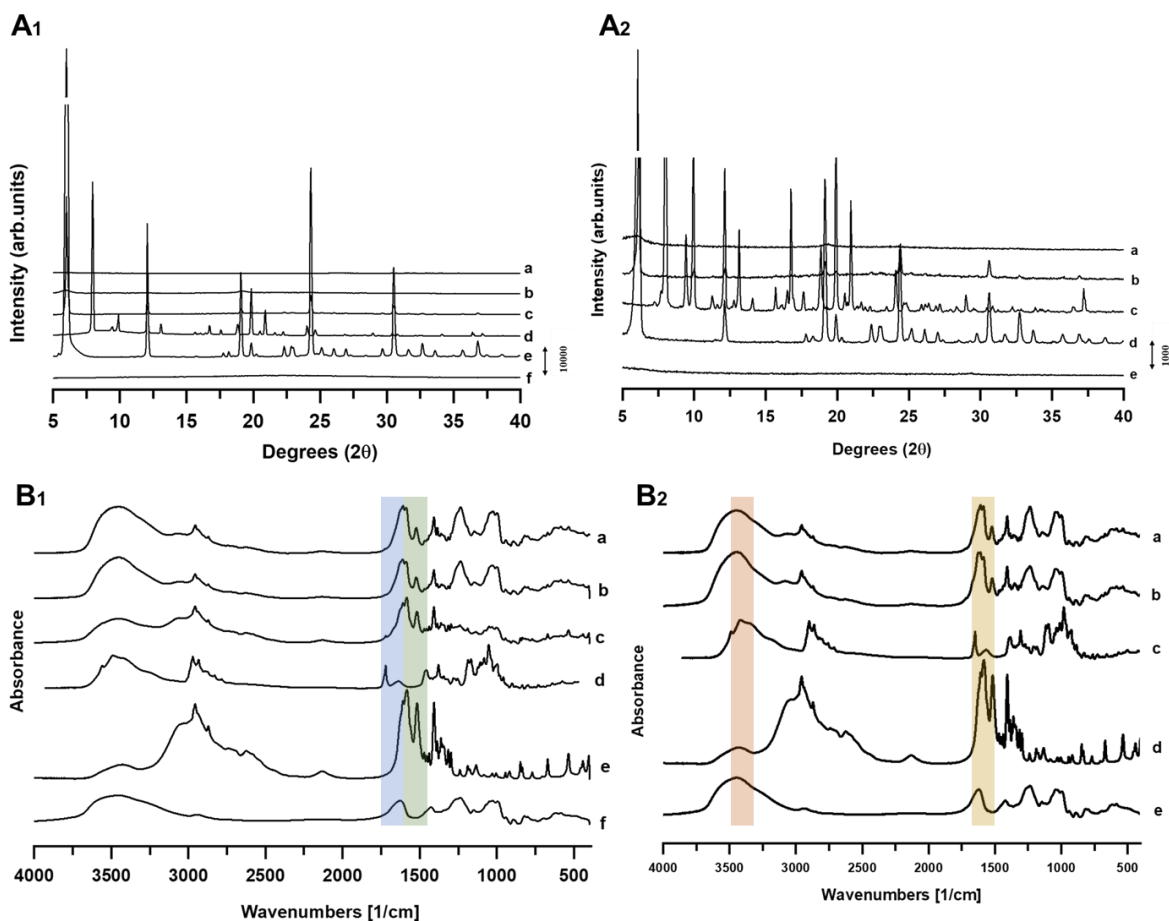 A1
Intensity (arb.units)
a
b
c
d
e
f
10000
5 10 15 20 25 30 35 40
Degrees (2θ)
A2
Intensity (arb.units)
a
b
c
d
e
1000
5 10 15 20 25 30 35 40
Degrees (2θ)
B1
Absorbance
a
b
c
d
e
f
4000 3500 3000 2500 2000 1500 1000 500
Wavenumbers [1/cm]
B2
Absorbance
a
b
c
d
e
4000 3500 3000 2500 2000 1500 1000 500
Wavenumbers [1/cm]